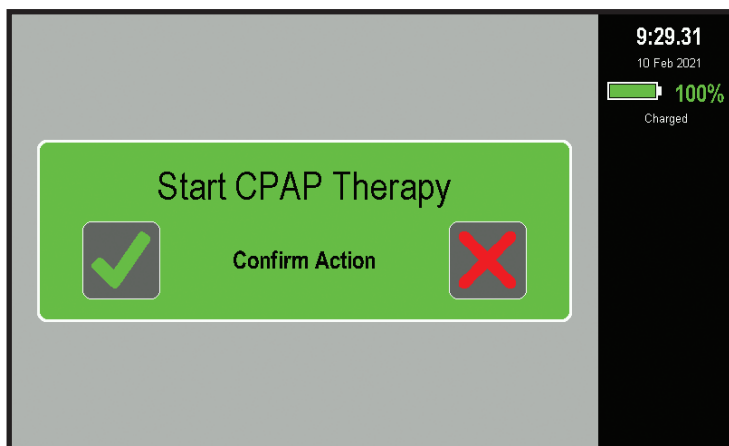 Start CPAP Therapy
Confirm Action
9:29.31
10 Feb 2021
100%
Charged